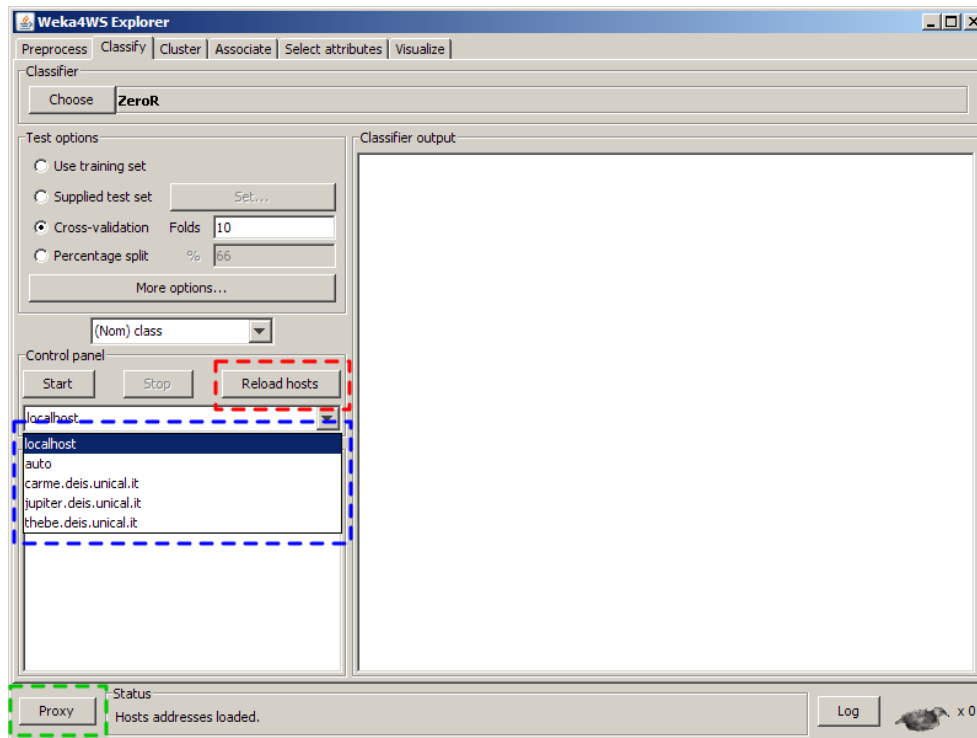 Weka4WS Explorer
Preprocess Classify Cluster Associate Select attributes Visualize
Classifier
Choose ZeroR
Test options
Use training set
Supplied test set Set...
Cross-validation Folds 10
Percentage split % 66
More options...
(Nom) class
Control panel
Start Stop Reload hosts
localhost
localhost
auto
carme.deis.unical.it
jupiter.deis.unical.it
thebe.deis.unical.it
Classifier output
Proxy
Status
Hosts addresses loaded.
Log
x 0